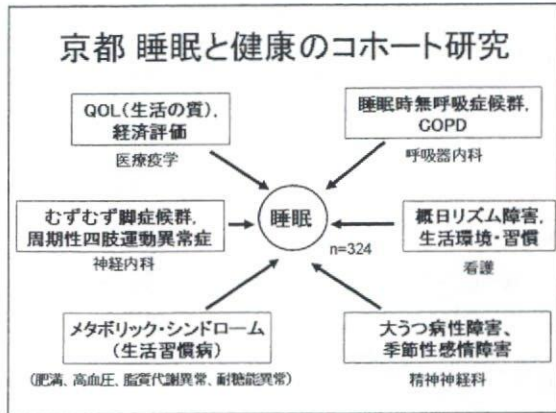 京都 睡眠と健康のコホート研究
QOL(生活の質),
経済評価
医療疫学
睡眠時無呼吸症候群,
COPD
呼吸器内科
むずむず脚症候群,
周期性四肢運動異常症
神経内科
睡眠
n=324
概日リズム障害,
生活環境・習慣
看護
メタボリック・シンドローム
(生活習慣病)
(肥満、高血圧、脂質代謝異常、耐糖能異常)
大うつ病性障害、
季節性感情障害
精神神経科